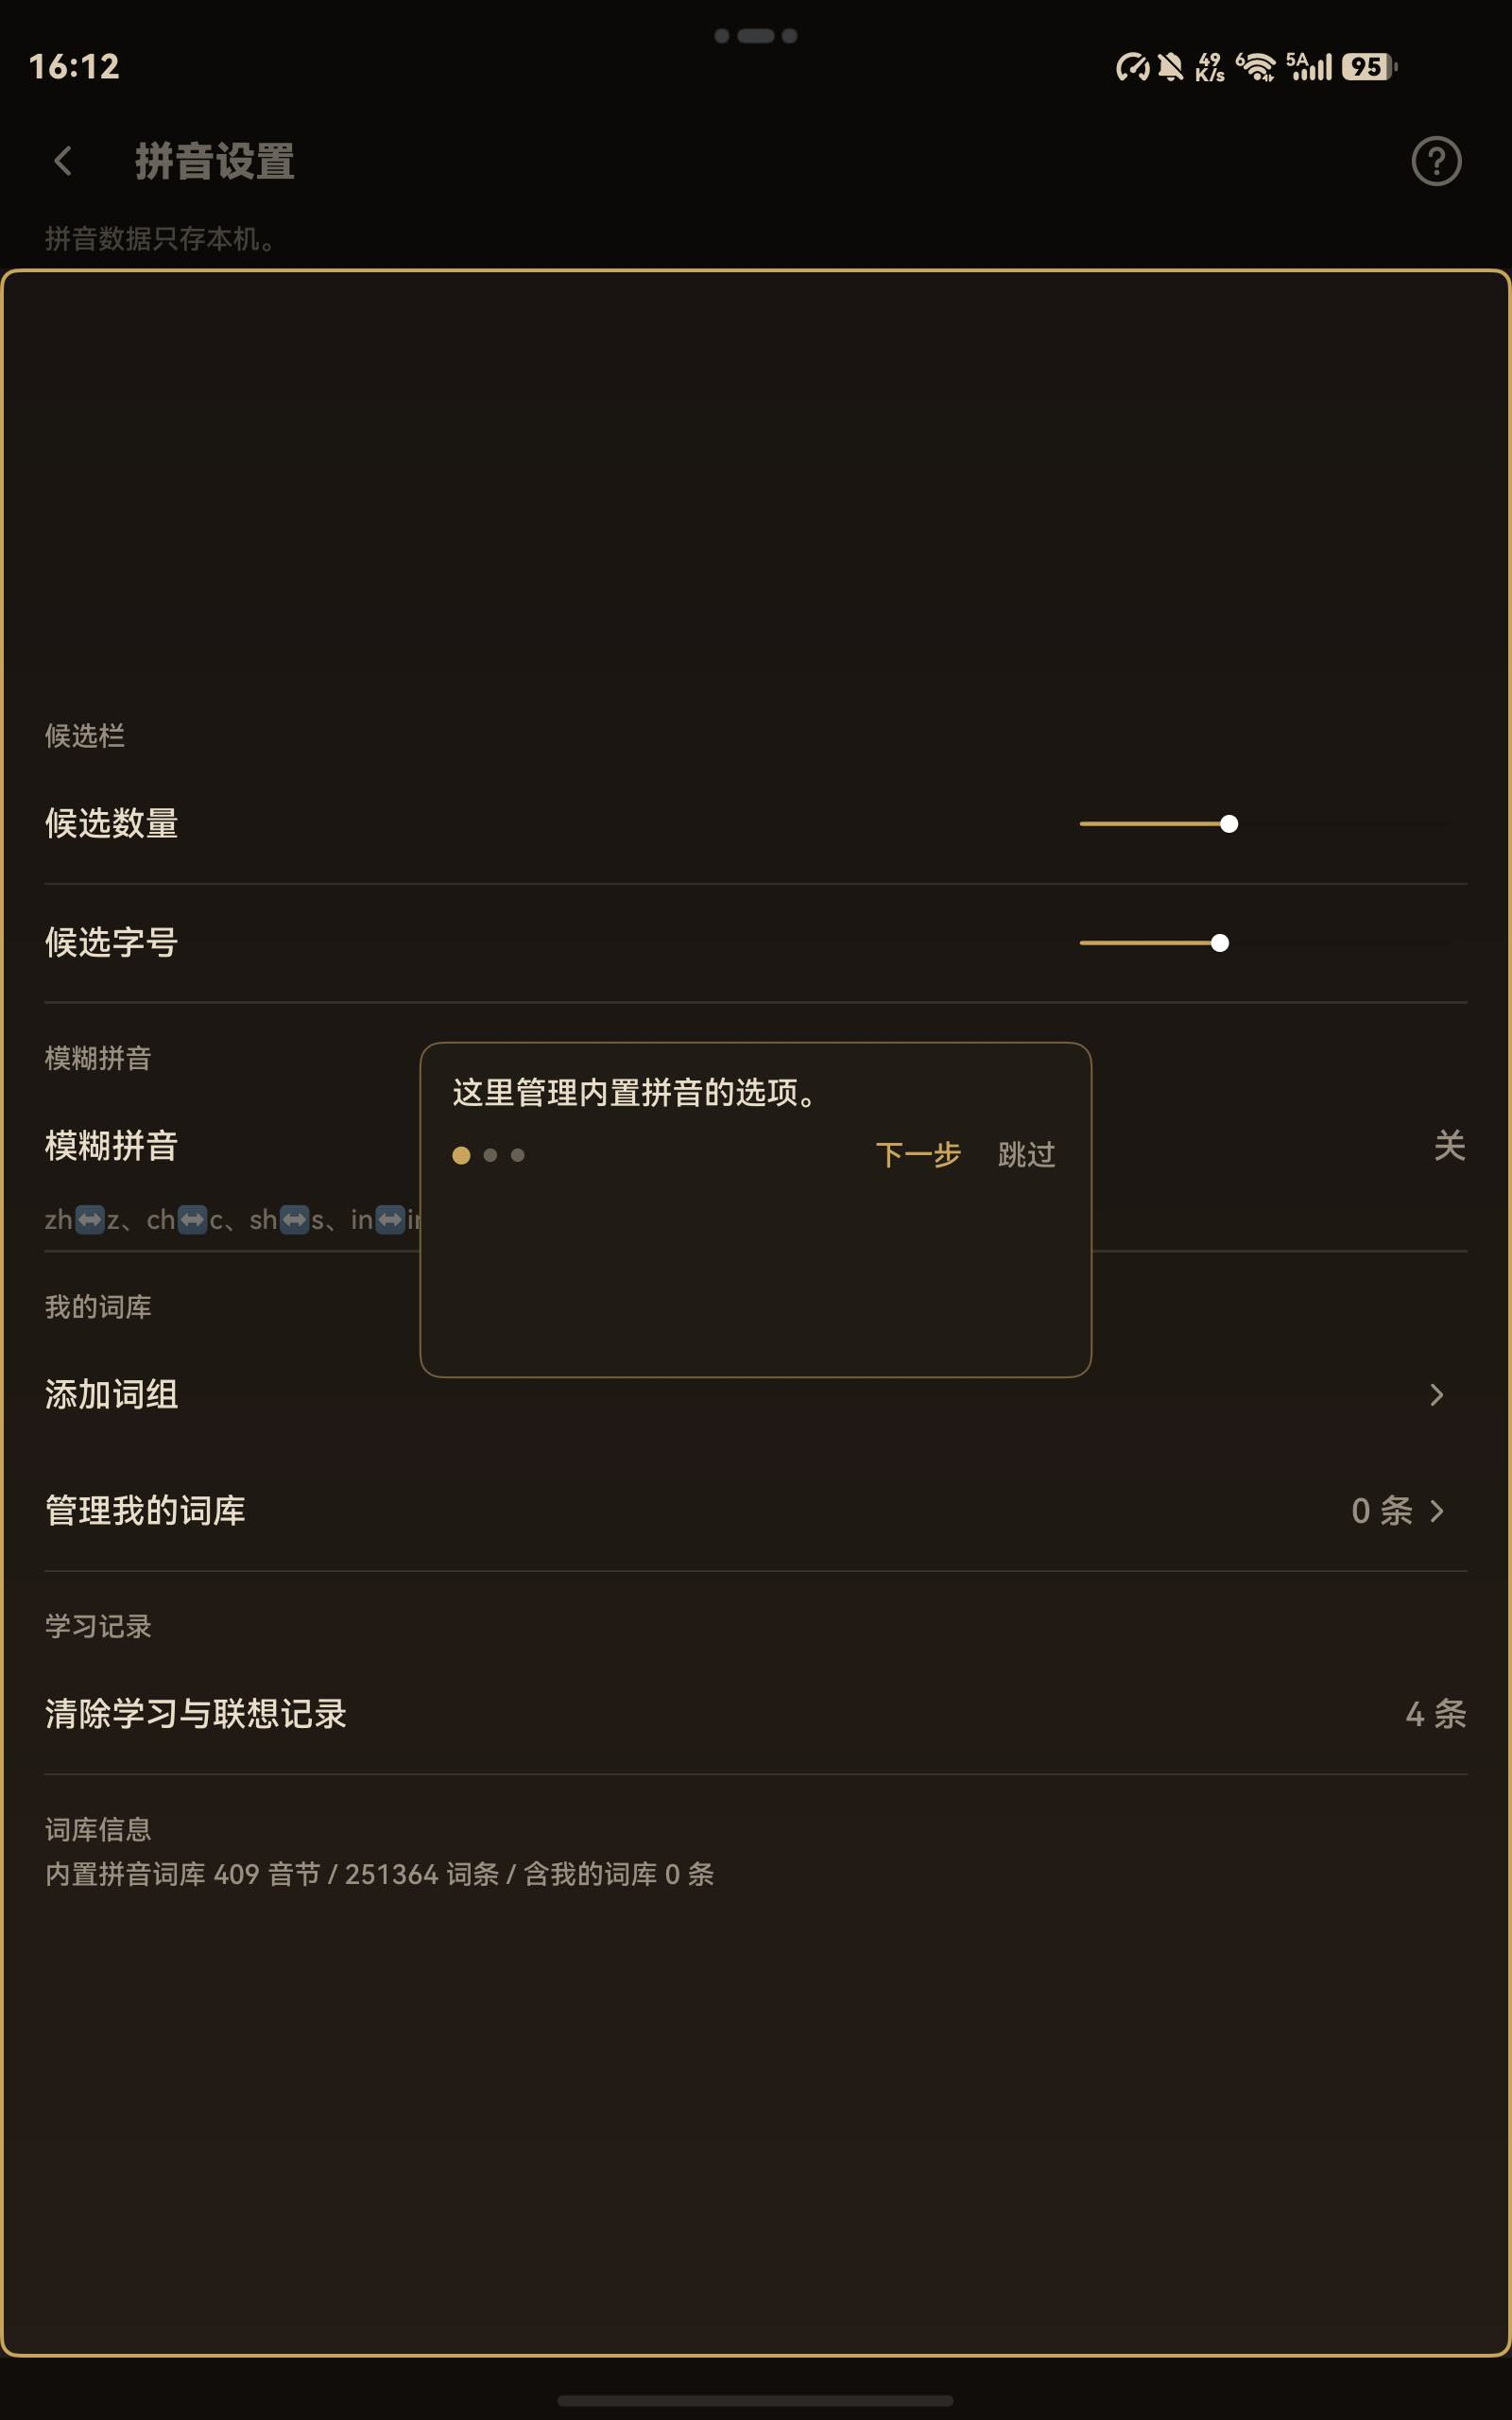 16:12
49 K/s 6 5A 95
拼音设置
拼音数据只存本机。
候选栏
候选数量
候选字号
模糊拼音
这里管理内置拼音的选项。
模糊拼音 关
下一步 跳过
zh↔️z、ch↔️c、sh↔️s、in↔️
我的词库
添加词组
管理我的词库 0 条
学习记录
清除学习与联想记录 4 条
词库信息
内置拼音词库 409 音节 / 251364 词条 / 含我的词库 0 条